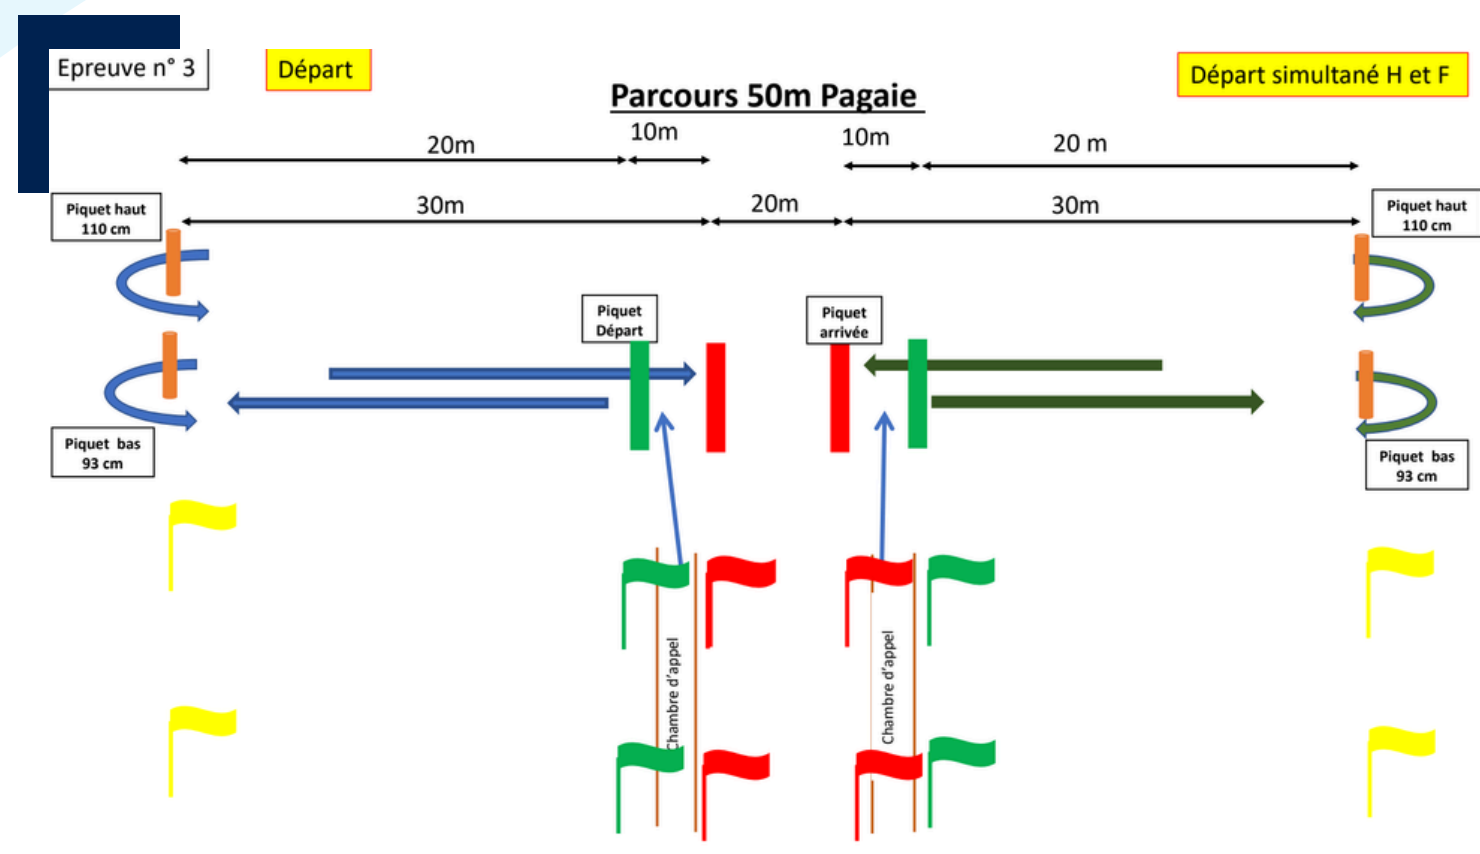 Epreuve n° 3
Départ
Départ simultané H et F
Parcours 50m Pagaie
20m
10m
10m
20 m
30m
20m
30m
Piquet haut
110 cm
Piquet haut
110 cm
Piquet
Départ
Piquet
arrivée
Piquet bas
93 cm
Piquet bas
93 cm
Chambre d'appel
Chambre d'appel